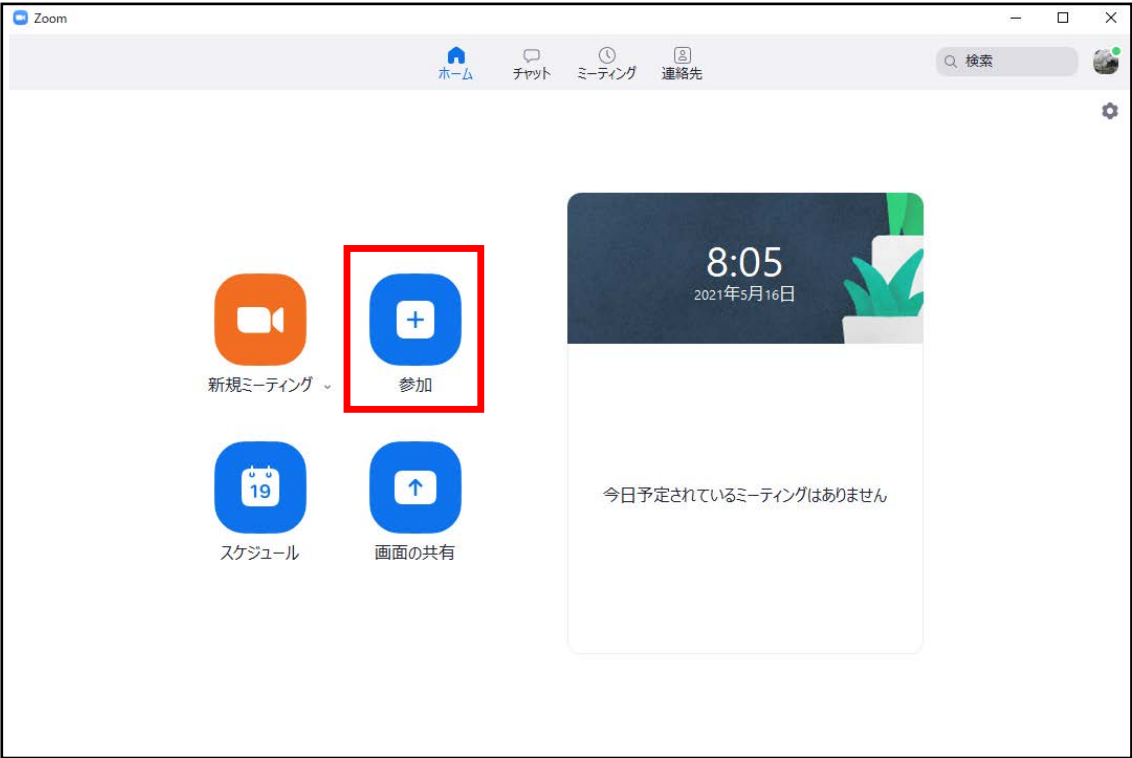 Zoom
ホーム
チャット
ミーティング
連絡先
検索
8:05
2021年5月16日
新規ミーティング
参加
19
スケジュール
画面の共有
今日予定されているミーティングはありません